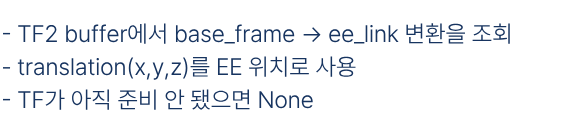 - TF2 buffer에서 base_frame → ee_link 변환을 조회
- translation(x,y,z)를 EE 위치로 사용
- TF가 아직 준비 안 됐으면 None